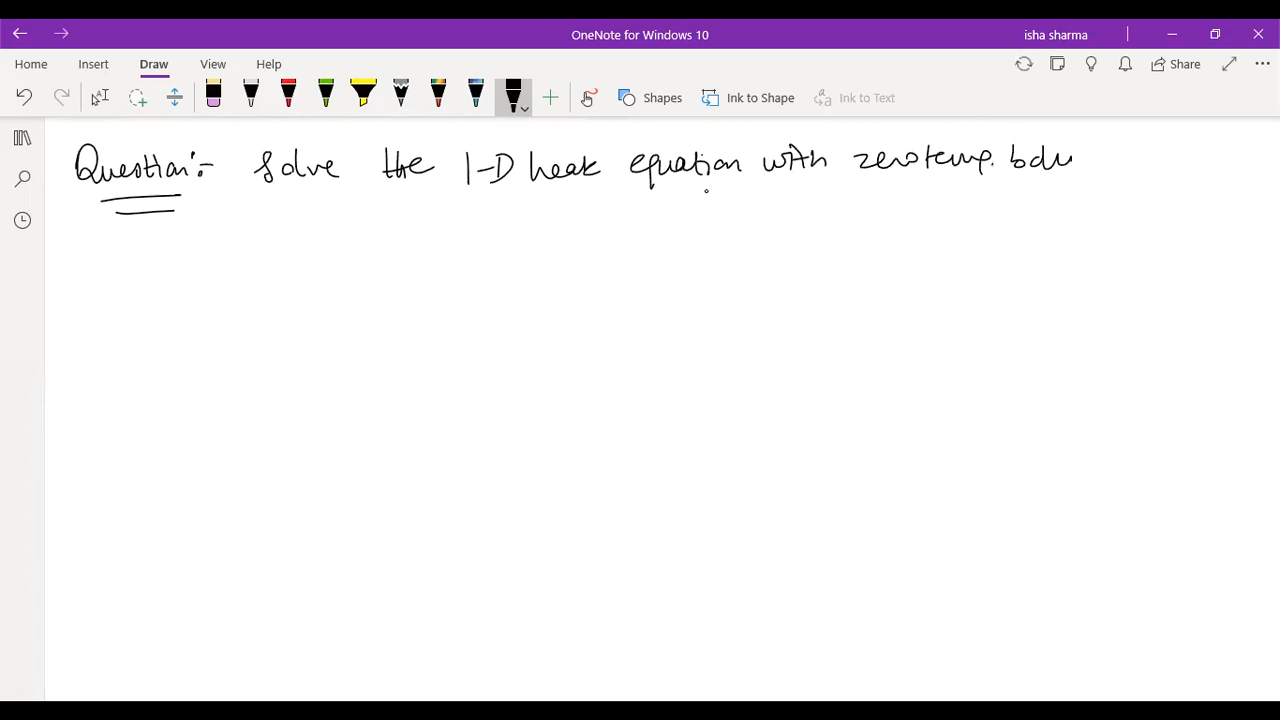 OneNote for Windows 10
isha sharma
Home Insert Draw View Help
Share
Shapes
Ink to Shape
Ink to Text
Question:- Solve the 1-D heat equation with zero temp. bdu